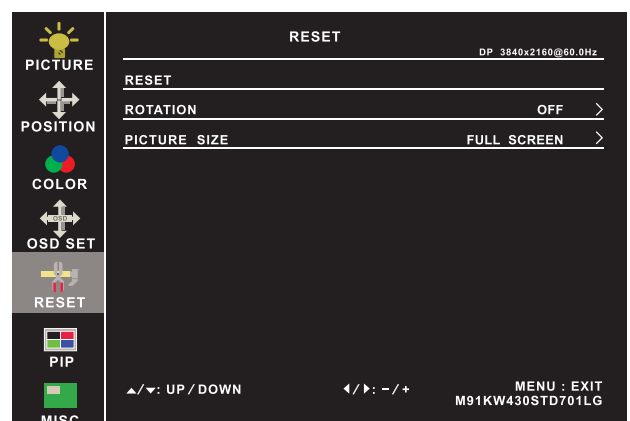 PICTURE
POSITION
COLOR
OSD
OSD SET
RESET
PIP
MISC
RESET
DP 3840x2160@60.0Hz
RESET
ROTATION OFF >
PICTURE SIZE FULL SCREEN >
▲/▼: UP / DOWN ◀/▶: −/+ MENU : EXIT
M91KW430STD701LG